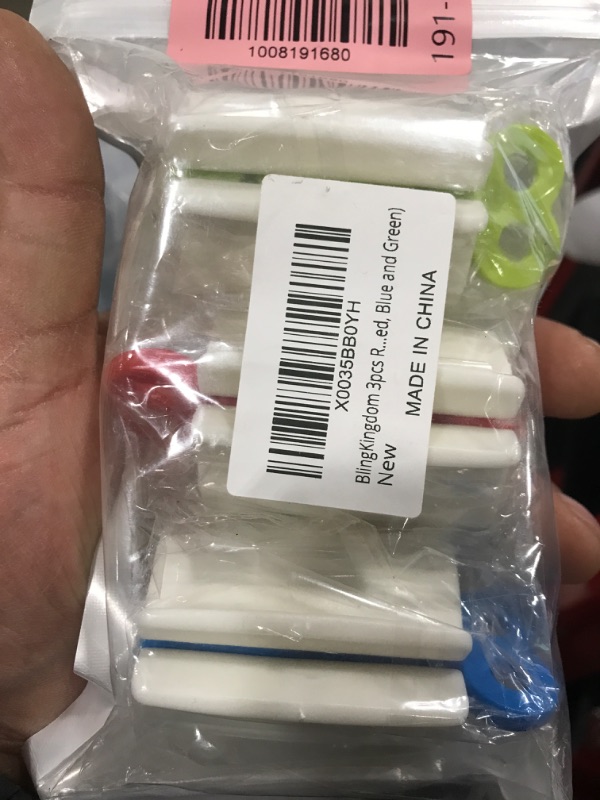 1008191680
191-
X0035BB0YH
BlingKingdom 3pcs R...ed, Blue and Green)
New
MADE IN CHINA